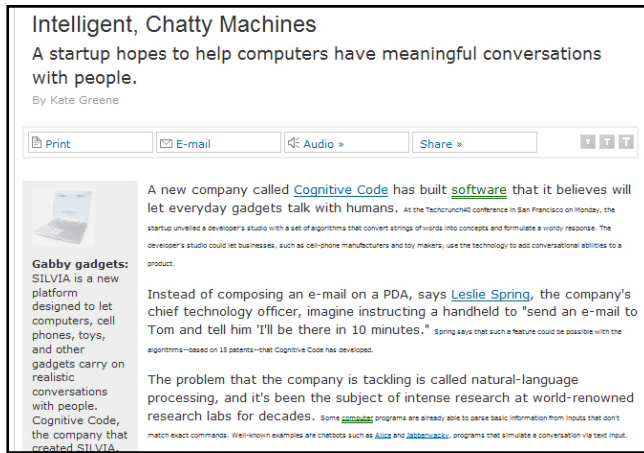 Intelligent, Chatty Machines
A startup hopes to help computers have meaningful conversations
with people.
By Kate Greene
Print
E-mail
Audio »
Share »
T T T
A new company called Cognitive Code has built software that it believes will
let everyday gadgets talk with humans. At the Techcrunch40 conference in San Francisco on Monday, the
startup unveiled a developer's studio with a set of algorithms that convert strings of words into concepts and formulate a wordy response. The
developer's studio could let businesses, such as cell-phone manufacturers and toy makers, use the technology to add conversational abilities to a
product.
Instead of composing an e-mail on a PDA, says Leslie Spring, the company's
chief technology officer, imagine instructing a handheld to "send an e-mail to
Tom and tell him 'I'll be there in 10 minutes." Spring says that such a feature could be possible with the
algorithms--based on 15 patents--that Cognitive Code has developed.
The problem that the company is tackling is called natural-language
processing, and it's been the subject of intense research at world-renowned
research labs for decades. Some computer programs are already able to parse basic information from inputs that don't
match exact commands. Well-known examples are chatbots such as Alice and Jabberwacky, programs that simulate a conversation via text input.
Gabby gadgets:
SILVIA is a new
platform
designed to let
computers, cell
phones, toys,
and other
gadgets carry on
realistic
conversations
with people.
Cognitive Code,
the company that
created SILVIA,